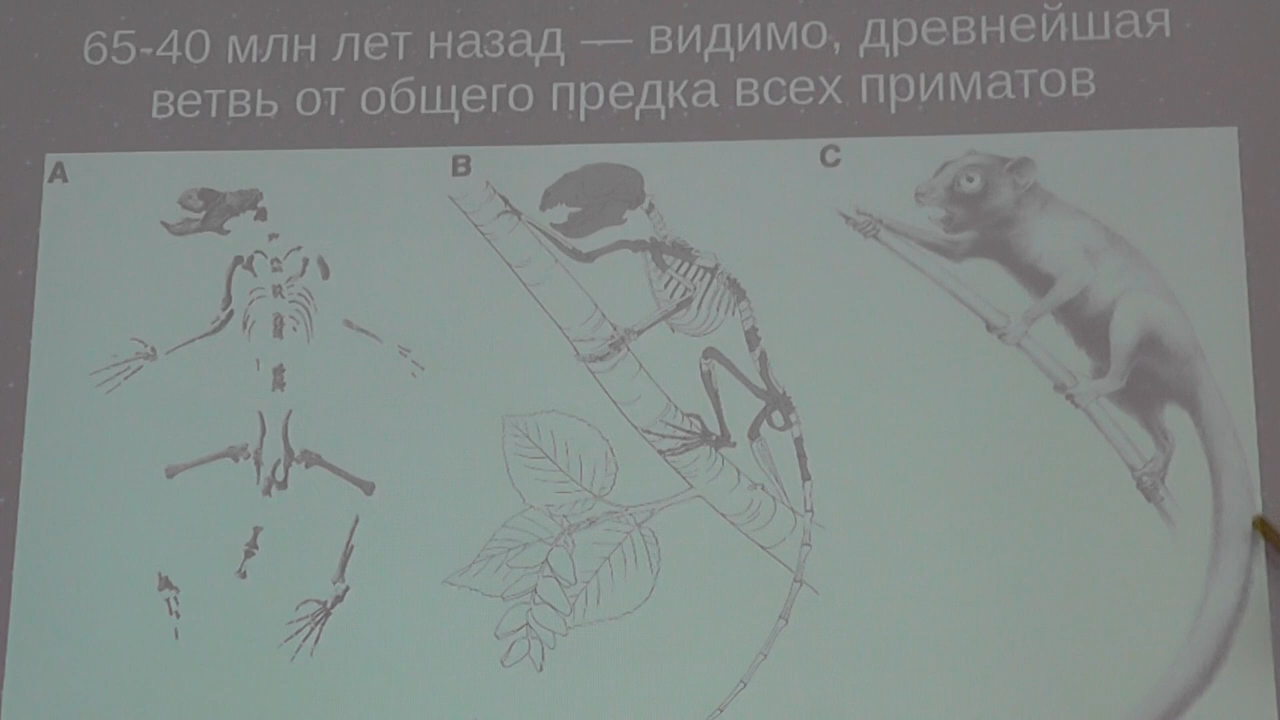 65-40 млн лет назад — видимо, древнейшая
ветвь от общего предка всех приматов
A
B
C